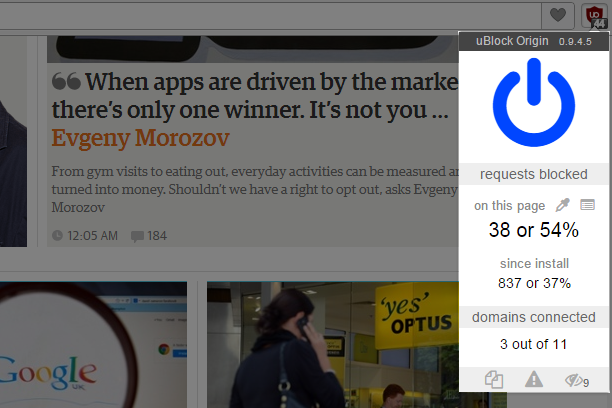 uo
44
uBlock Origin 0.9.4.5
“When apps are driven by the marke
there’s only one winner. It’s not you ...
Evgeny Morozov
From gym visits to eating out, everyday activities can be measured an
turned into money. Shouldn’t we have a right to opt out, asks Evgeny
Morozov
12:05 AM 184
requests blocked
on this page
38 or 54%
since install
837 or 37%
domains connected
3 out of 11
9
Google
UK
Google
‘yes’
OPTUS